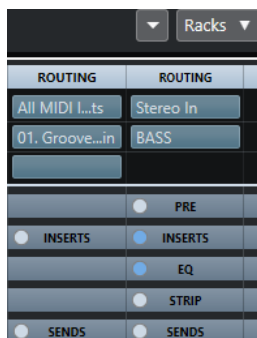 Racks
ROUTING ROUTING
All MIDI I...ts Stereo In
01. Groove...in BASS
PRE
INSERTS INSERTS
EQ
STRIP
SENDS SENDS